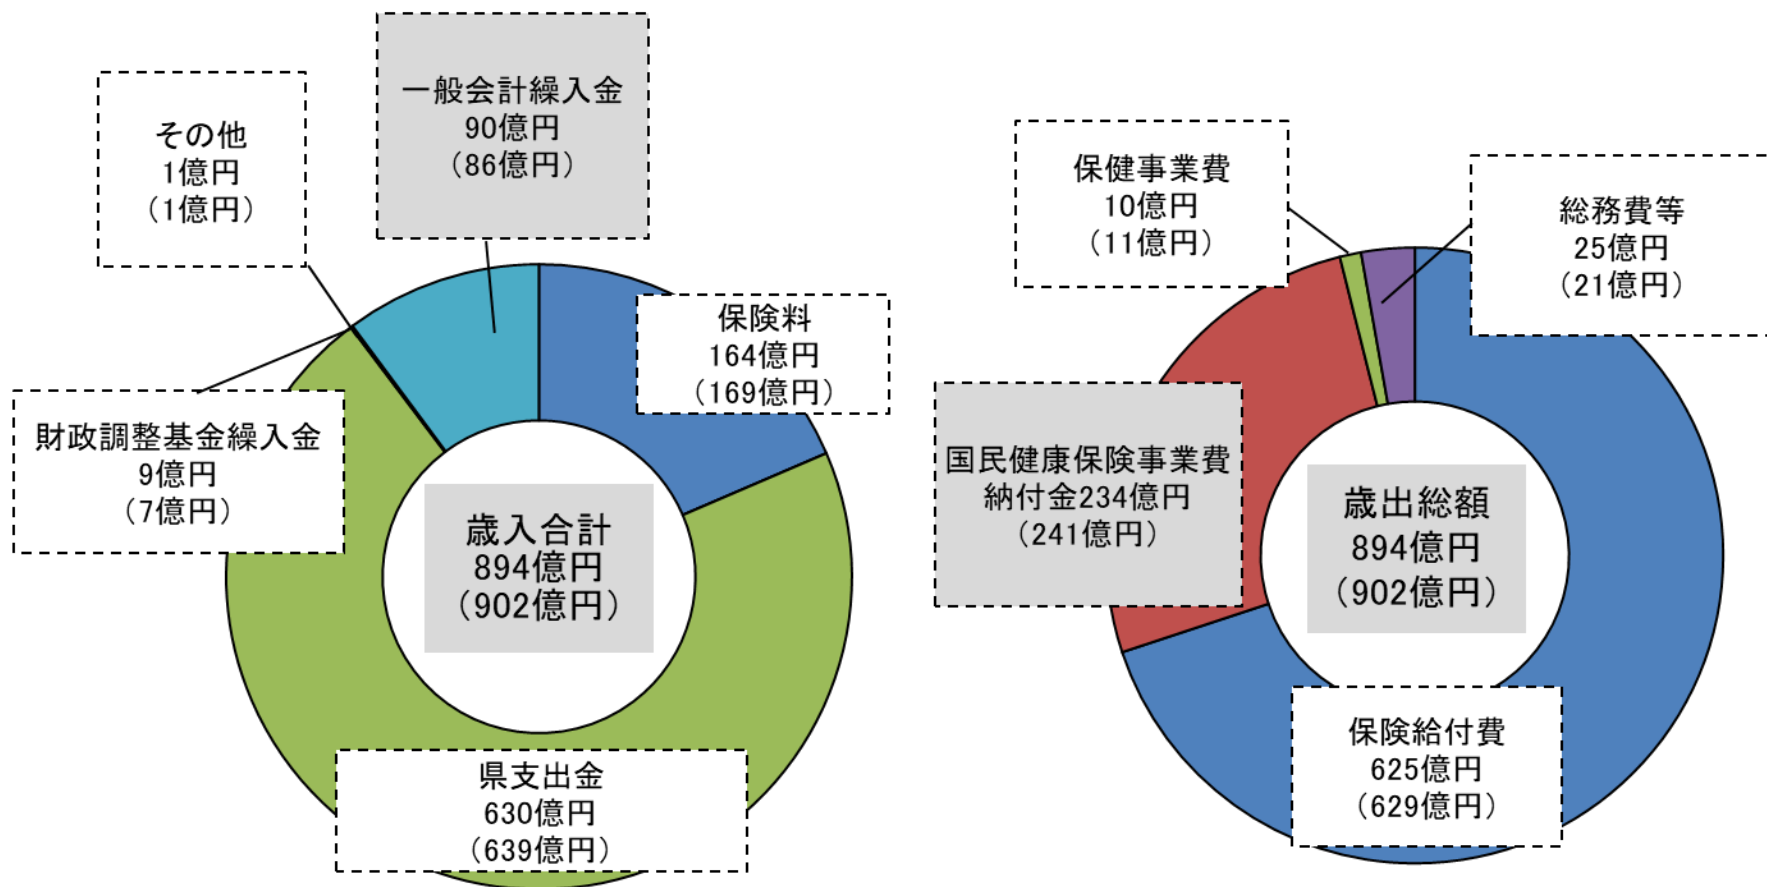 一般会計繰入金
90億円
(86億円)
その他
1億円
(1億円)
保険料
164億円
(169億円)
財政調整基金繰入金
9億円
(7億円)
歳入合計
894億円
(902億円)
県支出金
630億円
(639億円)
保健事業費
10億円
(11億円)
総務費等
25億円
(21億円)
国民健康保険事業費
納付金234億円
(241億円)
歳出総額
894億円
(902億円)
保険給付費
625億円
(629億円)